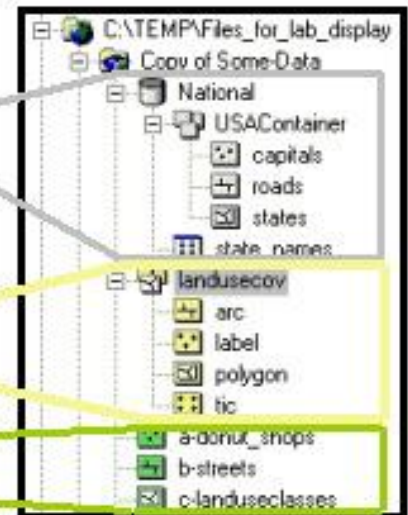 C:\TEMP\Files_for_lab_display
Copy of Some-Data
National
USAContainer
capitals
roads
states
state_names
landusecov
arc
label
polygon
tic
a-donut_shops
b-streets
c-landuseclasses